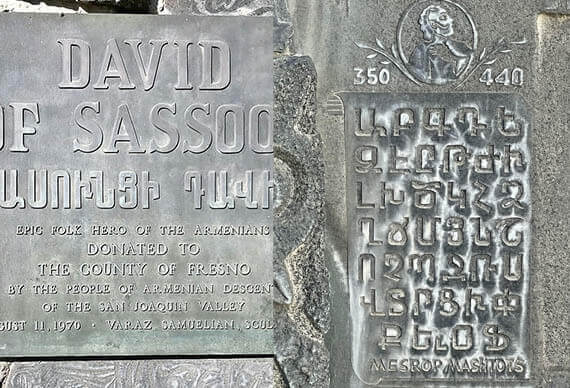 DAVID
OF SASSOO
ԱՍՈՒՆՑԻ ԴԱՎԻ
EPIC FOLK HERO OF THE ARMENIANS
DONATED TO
THE COUNTY OF FRESNO
BY THE PEOPLE OF ARMENIAN DESCEN
OF THE SAN JOAQUIN VALLEY
UST 11, 1970 · VARAZ SAMUELIAN, SCUL
350 440
ԱԲԳԴԵ
ԶԷԸԹԺԻ
ԼԽԾԿՀՁ
ՂՃՄՅՆՇ
ՈՉՊՋՌՍ
ՎՏՐՑՒՓ
ՔևՕՖ
MESROP MASHTOTS